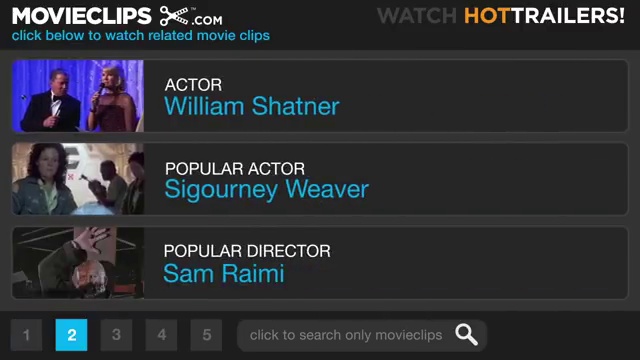 MOVIECLIPS .COM
WATCH HOTTRAILERS!
click below to watch related movie clips
ACTOR
William Shatner
POPULAR ACTOR
Sigourney Weaver
POPULAR DIRECTOR
Sam Raimi
1 2 3 4 5 click to search only movieclips